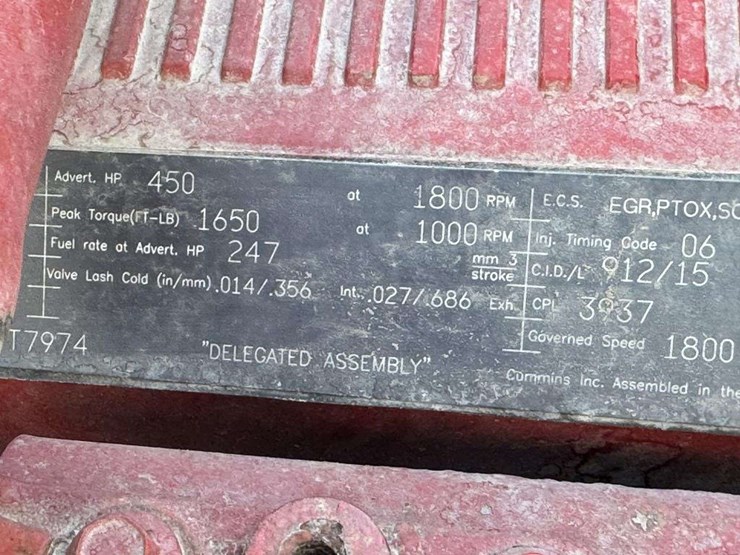 Advert. HP 450 at 1800 RPM E.C.S. EGR,PTOX,SC
Peak Torque(FT-LB) 1650 at 1000 RPM Inj. Timing Code 06
Fuel rate at Advert. HP 247 mm 3 stroke C.I.D./L 912/15
Valve Lash Cold (in/mm) .014/.356 Int. .027/.686 Exh. CPL 3937
Governed Speed 1800
T7974 "DELEGATED ASSEMBLY"
Cummins Inc. Assembled in the